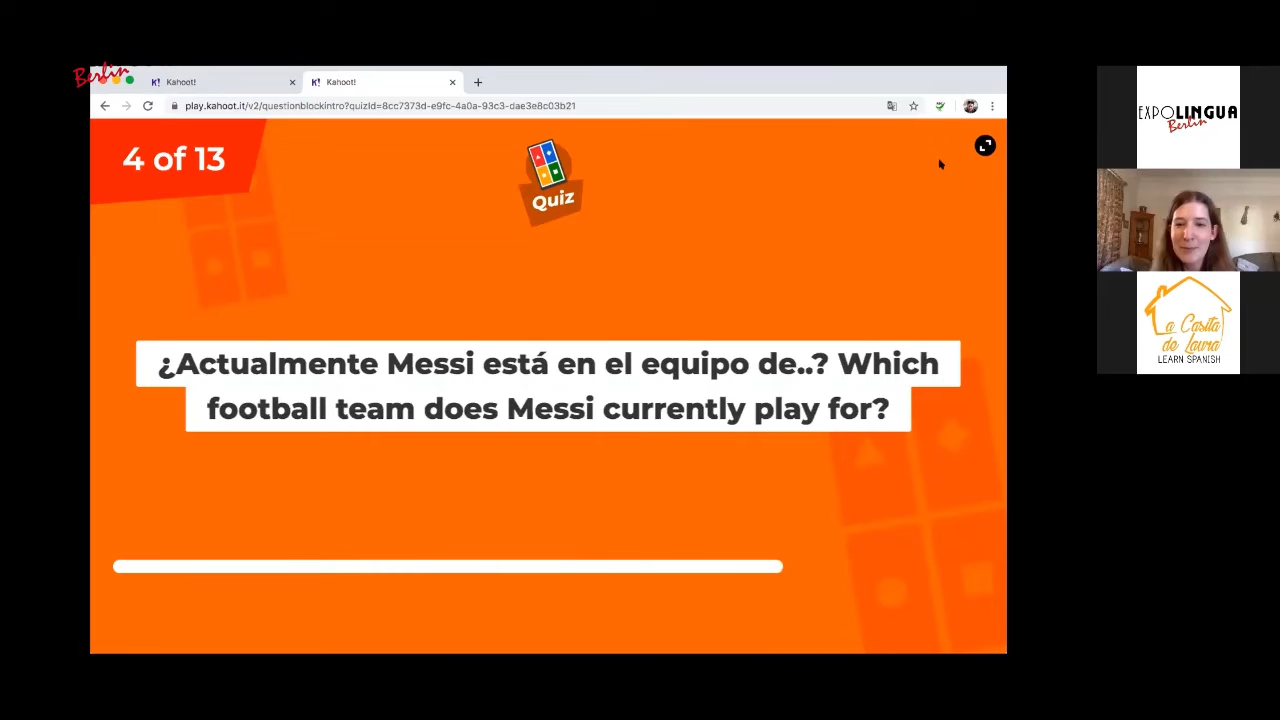 Berlin
Kahoot!
Kahoot!
play.kahoot.it/v2/questionblockintro?quizId=8cc7373d-e9fc-4a0a-93c3-dae3e8c03b21
4 of 13
Quiz
¿Actualmente Messi está en el equipo de..? Which
football team does Messi currently play for?
EXPOLINGUA
Berlin
La Casita
de Laura
LEARN SPANISH